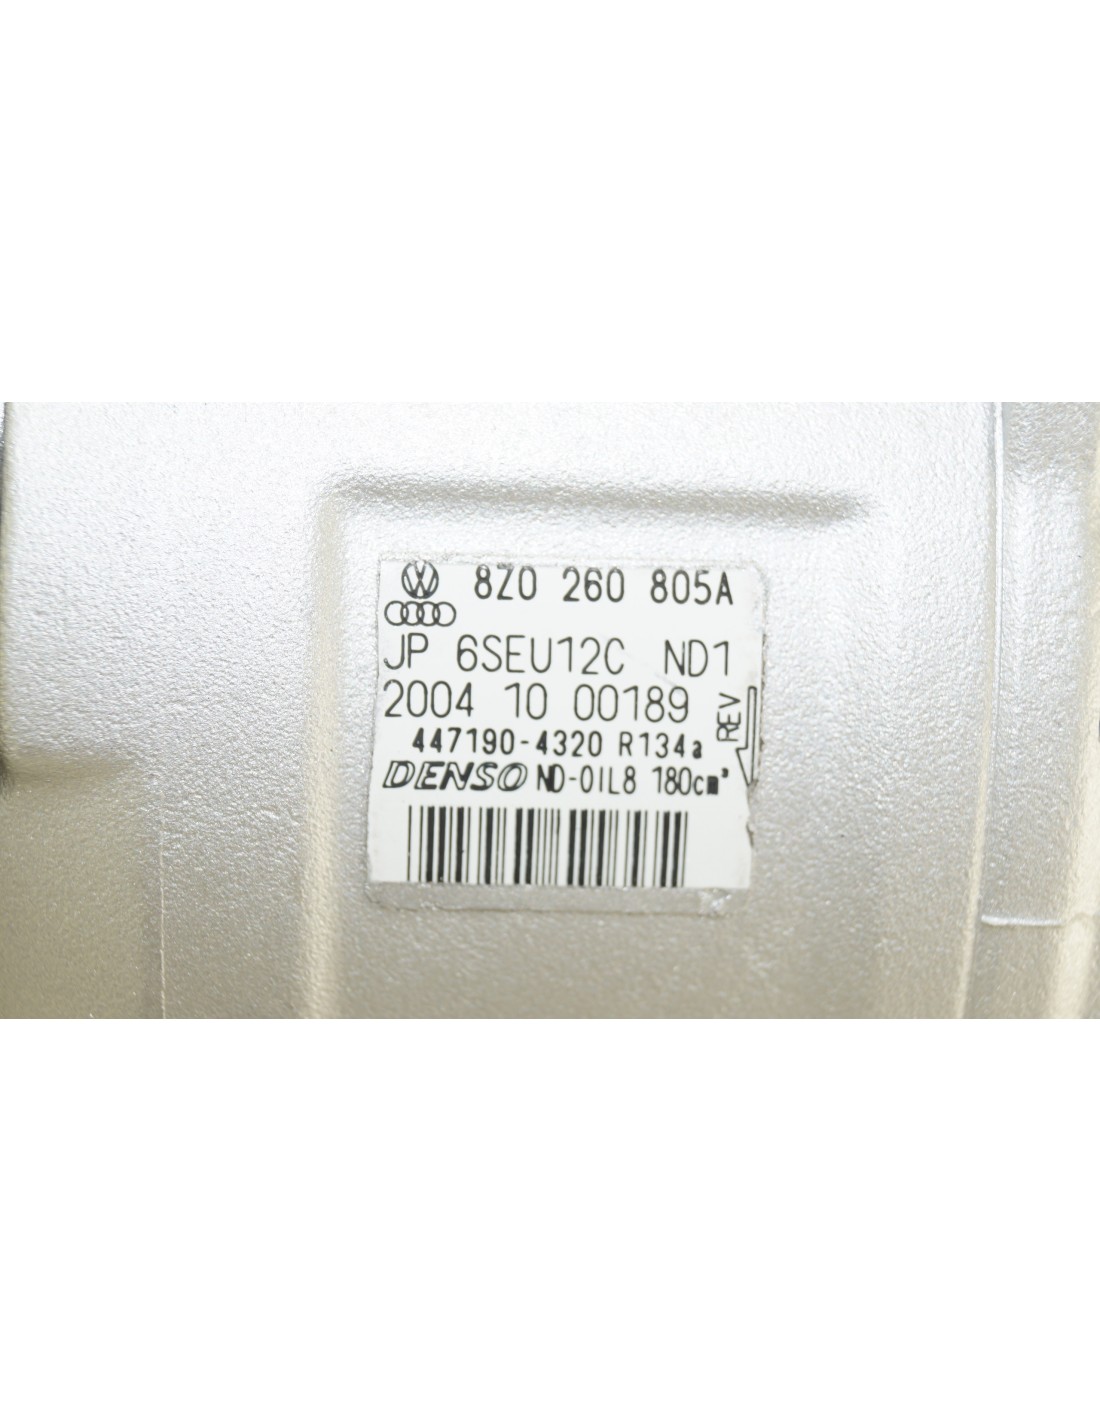 8Z0 260 805A
JP 6SEU12C ND1
2004 10 00189
REV
447190-4320 R134a
DENSO ND-OIL8 180cm³